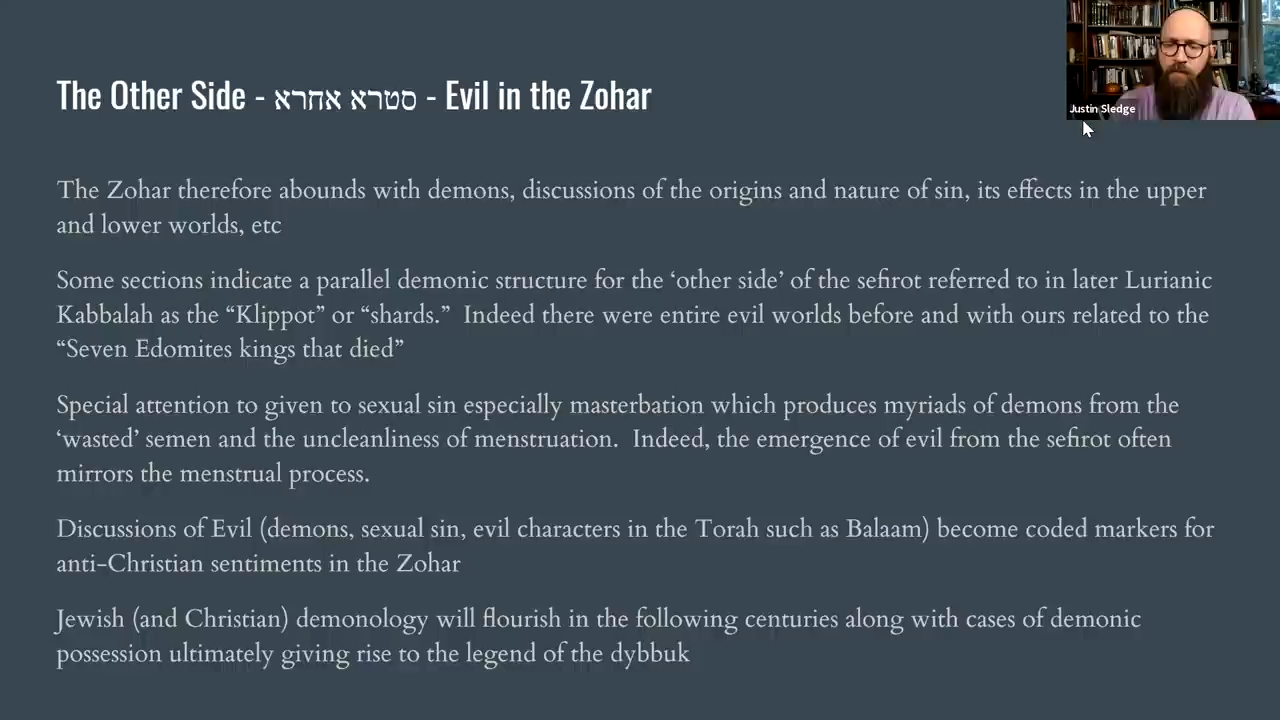 The Other Side - סטרא אחרא - Evil in the Zohar
Justin Sledge
The Zohar therefore abounds with demons, discussions of the origins and nature of sin, its effects in the upper
and lower worlds, etc
Some sections indicate a parallel demonic structure for the ‘other side’ of the sefirot referred to in later Lurianic
Kabbalah as the “Klippot” or “shards.”  Indeed there were entire evil worlds before and with ours related to the
“Seven Edomites kings that died”
Special attention to given to sexual sin especially masterbation which produces myriads of demons from the
‘wasted’ semen and the uncleanliness of menstruation.  Indeed, the emergence of evil from the sefirot often
mirrors the menstrual process.
Discussions of Evil (demons, sexual sin, evil characters in the Torah such as Balaam) become coded markers for
anti-Christian sentiments in the Zohar
Jewish (and Christian) demonology will flourish in the following centuries along with cases of demonic
possession ultimately giving rise to the legend of the dybbuk